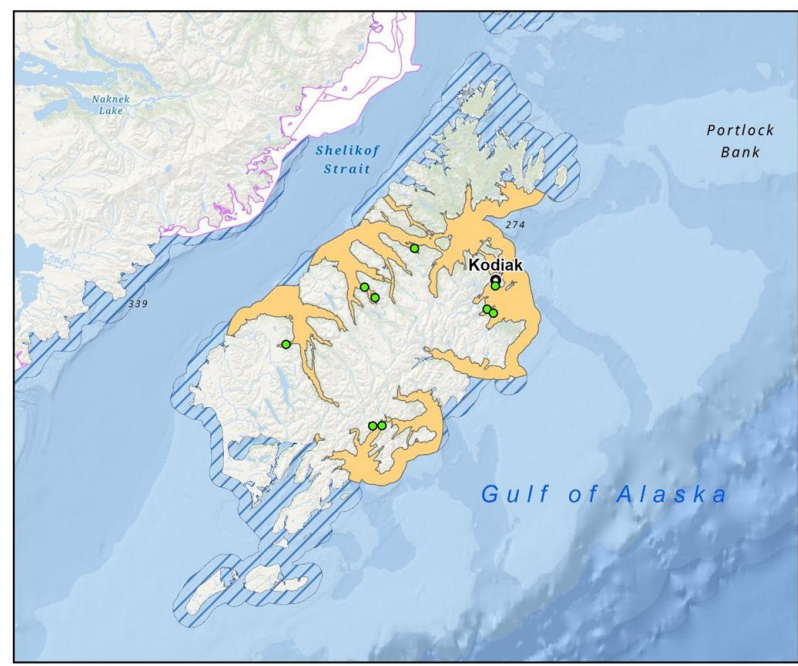 Naknek
Lake
Shelikof
Strait
Portlock
Bank
274
Kodiak
339
Gulf of Alaska